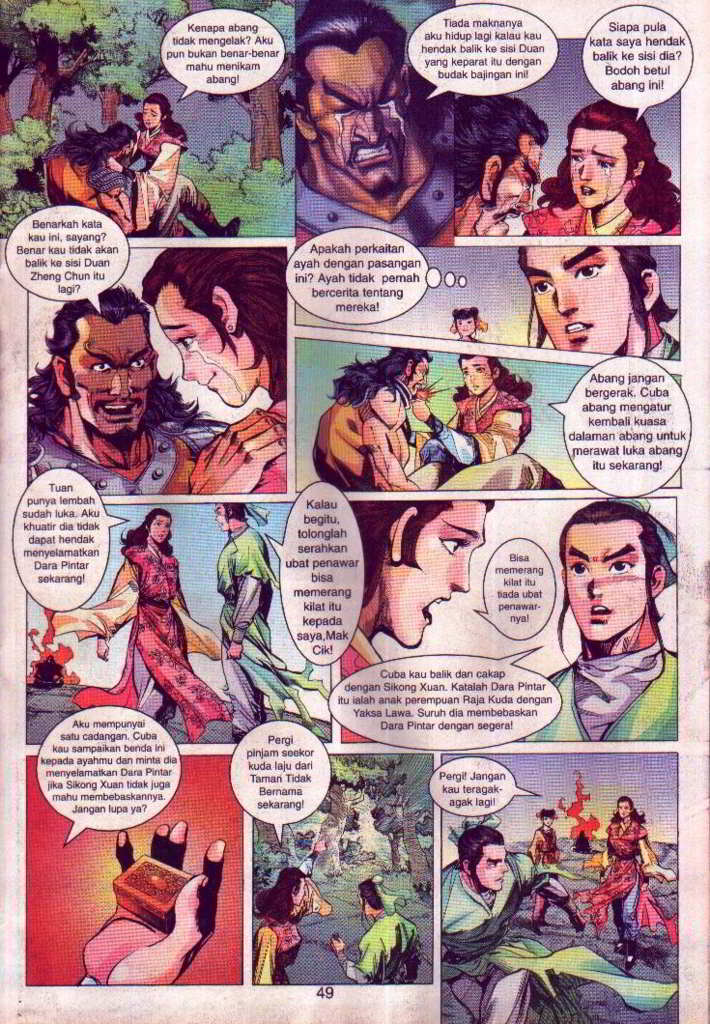 Kenapa abang
tidak mengelak? Aku
pun bukan benar-benar
mahu menikam
abang!
Tiada maknanya
aku hidup lagi kalau kau
hendak balik ke sisi Duan
yang keparat itu dengan
budak bajingan ini!
Siapa pula
kata saya hendak
balik ke sisi dia?
Bodoh betul
abang ini!
Benarkah kata
kau ini, sayang?
Benar kau tidak akan
balik ke sisi Duan
Zheng Chun itu
lagi?
Apakah perkaitan
ayah dengan pasangan
ini? Ayah tidak pernah
bercerita tentang
mereka!
Abang jangan
bergerak. Cuba
abang mengatur
kembali kuasa
dalaman abang untuk
merawat luka abang
itu sekarang!
Tuan
punya lembah
sudah luka. Aku
khuatir dia tidak
dapat hendak
menyelamatkan
Dara Pintar
sekarang!
Kalau
begitu,
tolonglah
serahkan
ubat penawar
bisa
memerang
kilat itu
kepada
saya,Mak
Cik!
Bisa
memerang
kilat itu
tiada ubat
penawar-
nya!
Cuba kau balik dan cakap
dengan Sikong Xuan. Katalah Dara Pintar
itu ialah anak perempuan Raja Kuda dengan
Yaksa Lawa. Suruh dia membebaskan
Dara Pintar dengan segera!
Aku mempunyai
satu cadangan. Cuba
kau sampaikan benda ini
kepada ayahmu dan minta dia
menyelamatkan Dara Pintar
jika Sikong Xuan tidak juga
mahu membebaskannya.
Jangan lupa ya?
Pergi
pinjam seekor
kuda laju dari
Taman Tidak
Bernama
sekarang!
Pergi! Jangan
kau teragak-
agak lagi!
49